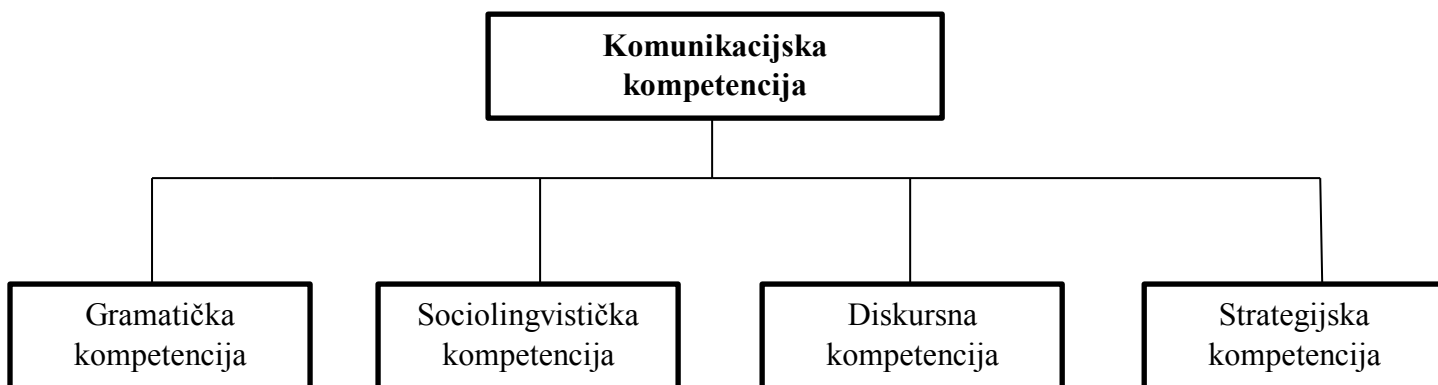 Komunikacijska
kompetencija
Gramatička
kompetencija
Sociolingvistička
kompetencija
Diskursna
kompetencija
Strategijska
kompetencija